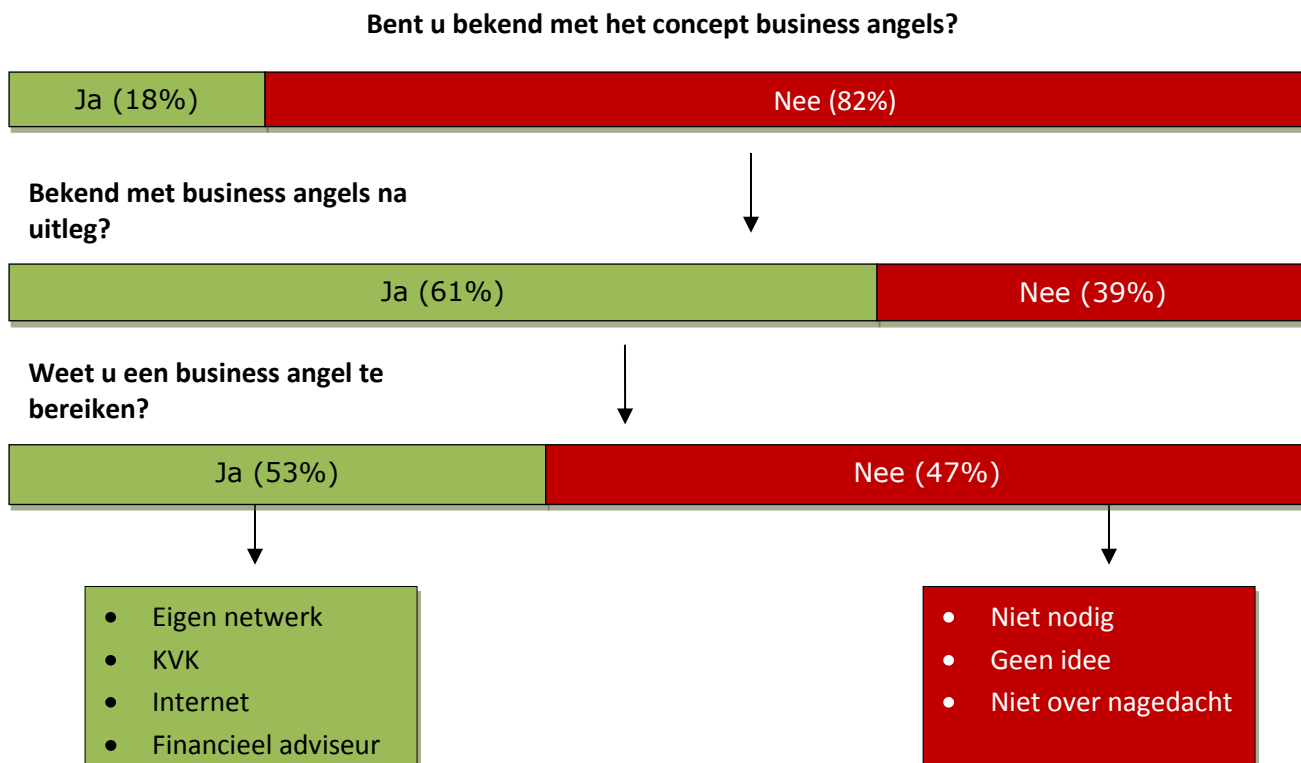 Bent u bekend met het concept business angels?
Ja (18%)
Nee (82%)
Bekend met business angels na
uitleg?
Ja (61%)
Nee (39%)
Weet u een business angel te
bereiken?
Ja (53%)
Nee (47%)
• Eigen netwerk
• KVK
• Internet
• Financieel adviseur
• Niet nodig
• Geen idee
• Niet over nagedacht